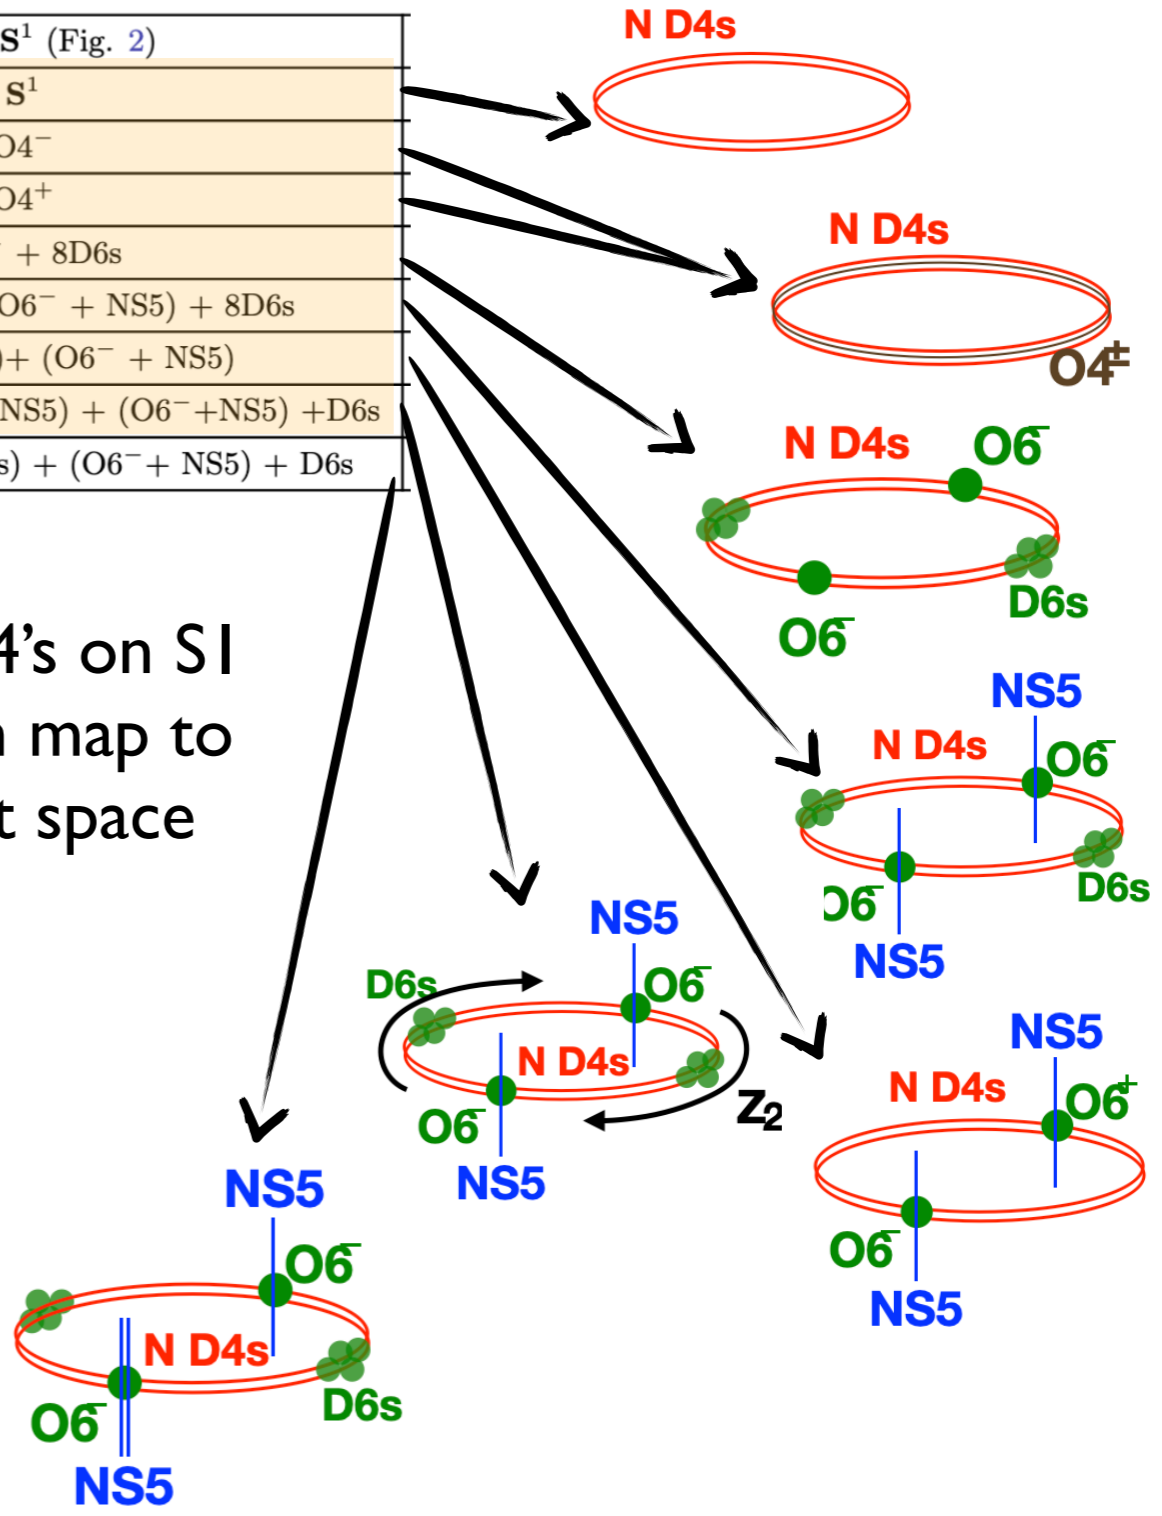 S¹ (Fig. 2)
S¹
O4⁻
O4⁺
+ 8D6s
O6⁻ + NS5) + 8D6s
)+ (O6⁻ + NS5)
NS5) + (O6⁻+NS5) +D6s
s) + (O6⁻+ NS5) + D6s
N D4s
N D4s
O4±
N D4s
O6⁻
D6s
O6⁻
4's on S1
map to
t space
NS5
N D4s
O6⁻
D6s
O6⁻
NS5
NS5
D6s
O6⁻
N D4s
Z₂
O6⁻
NS5
NS5
N D4s
O6⁺
O6⁻
NS5
NS5
O6⁻
N D4s
D6s
O6⁻
NS5